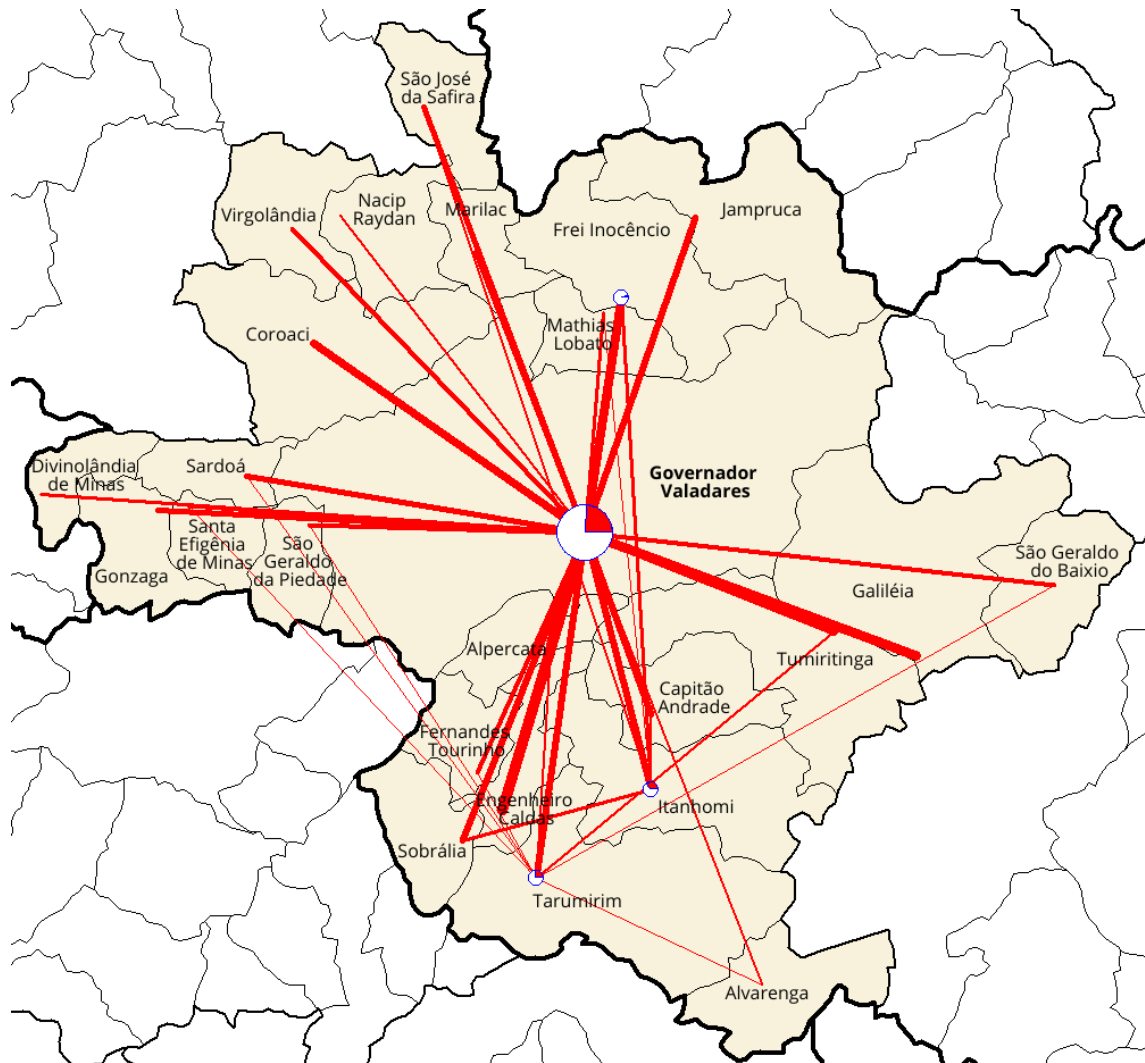 São José
da Safira
Nacip
Raydan
Marilac
Virgolândia
Jampruca
Frei Inocêncio
Coroaci
Mathias
Lobato
Divinolândia
de Minas
Sardoá
Governador
Valadares
Santa
Efigênia
de Minas
São
Geraldo
da Piedade
Gonzaga
São Geraldo
do Baixio
Galiléia
Alpercata
Tumiritinga
Capitão
Andrade
Fernandes
Tourinho
Engenheiro
Caldas
Itanhomi
Sobrália
Tarumirim
Alvarenga